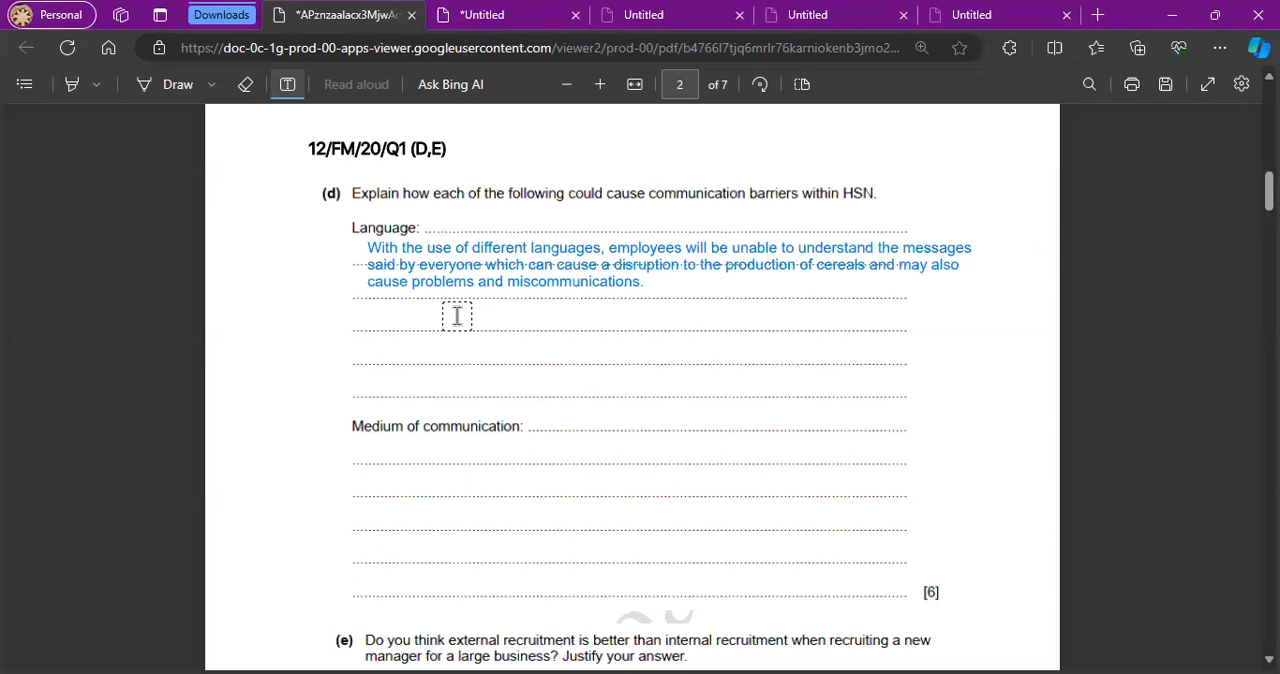 Personal
Downloads
*APznzaaIacx3MjwAr
*Untitled
Untitled
Untitled
Untitled
https://doc-0c-1g-prod-00-apps-viewer.googleusercontent.com/viewer2/prod-00/pdf/b4766l7tjq6mrlr76karniokenb3jmo2...
Draw
Read aloud
Ask Bing AI
2 of 7
12/FM/20/Q1 (D,E)
(d) Explain how each of the following could cause communication barriers within HSN.
Language:
With the use of different languages, employees will be unable to understand the messages
said by everyone which can cause a disruption to the production of cereals and may also
cause problems and miscommunications.
Medium of communication:
[6]
(e) Do you think external recruitment is better than internal recruitment when recruiting a new
manager for a large business? Justify your answer.